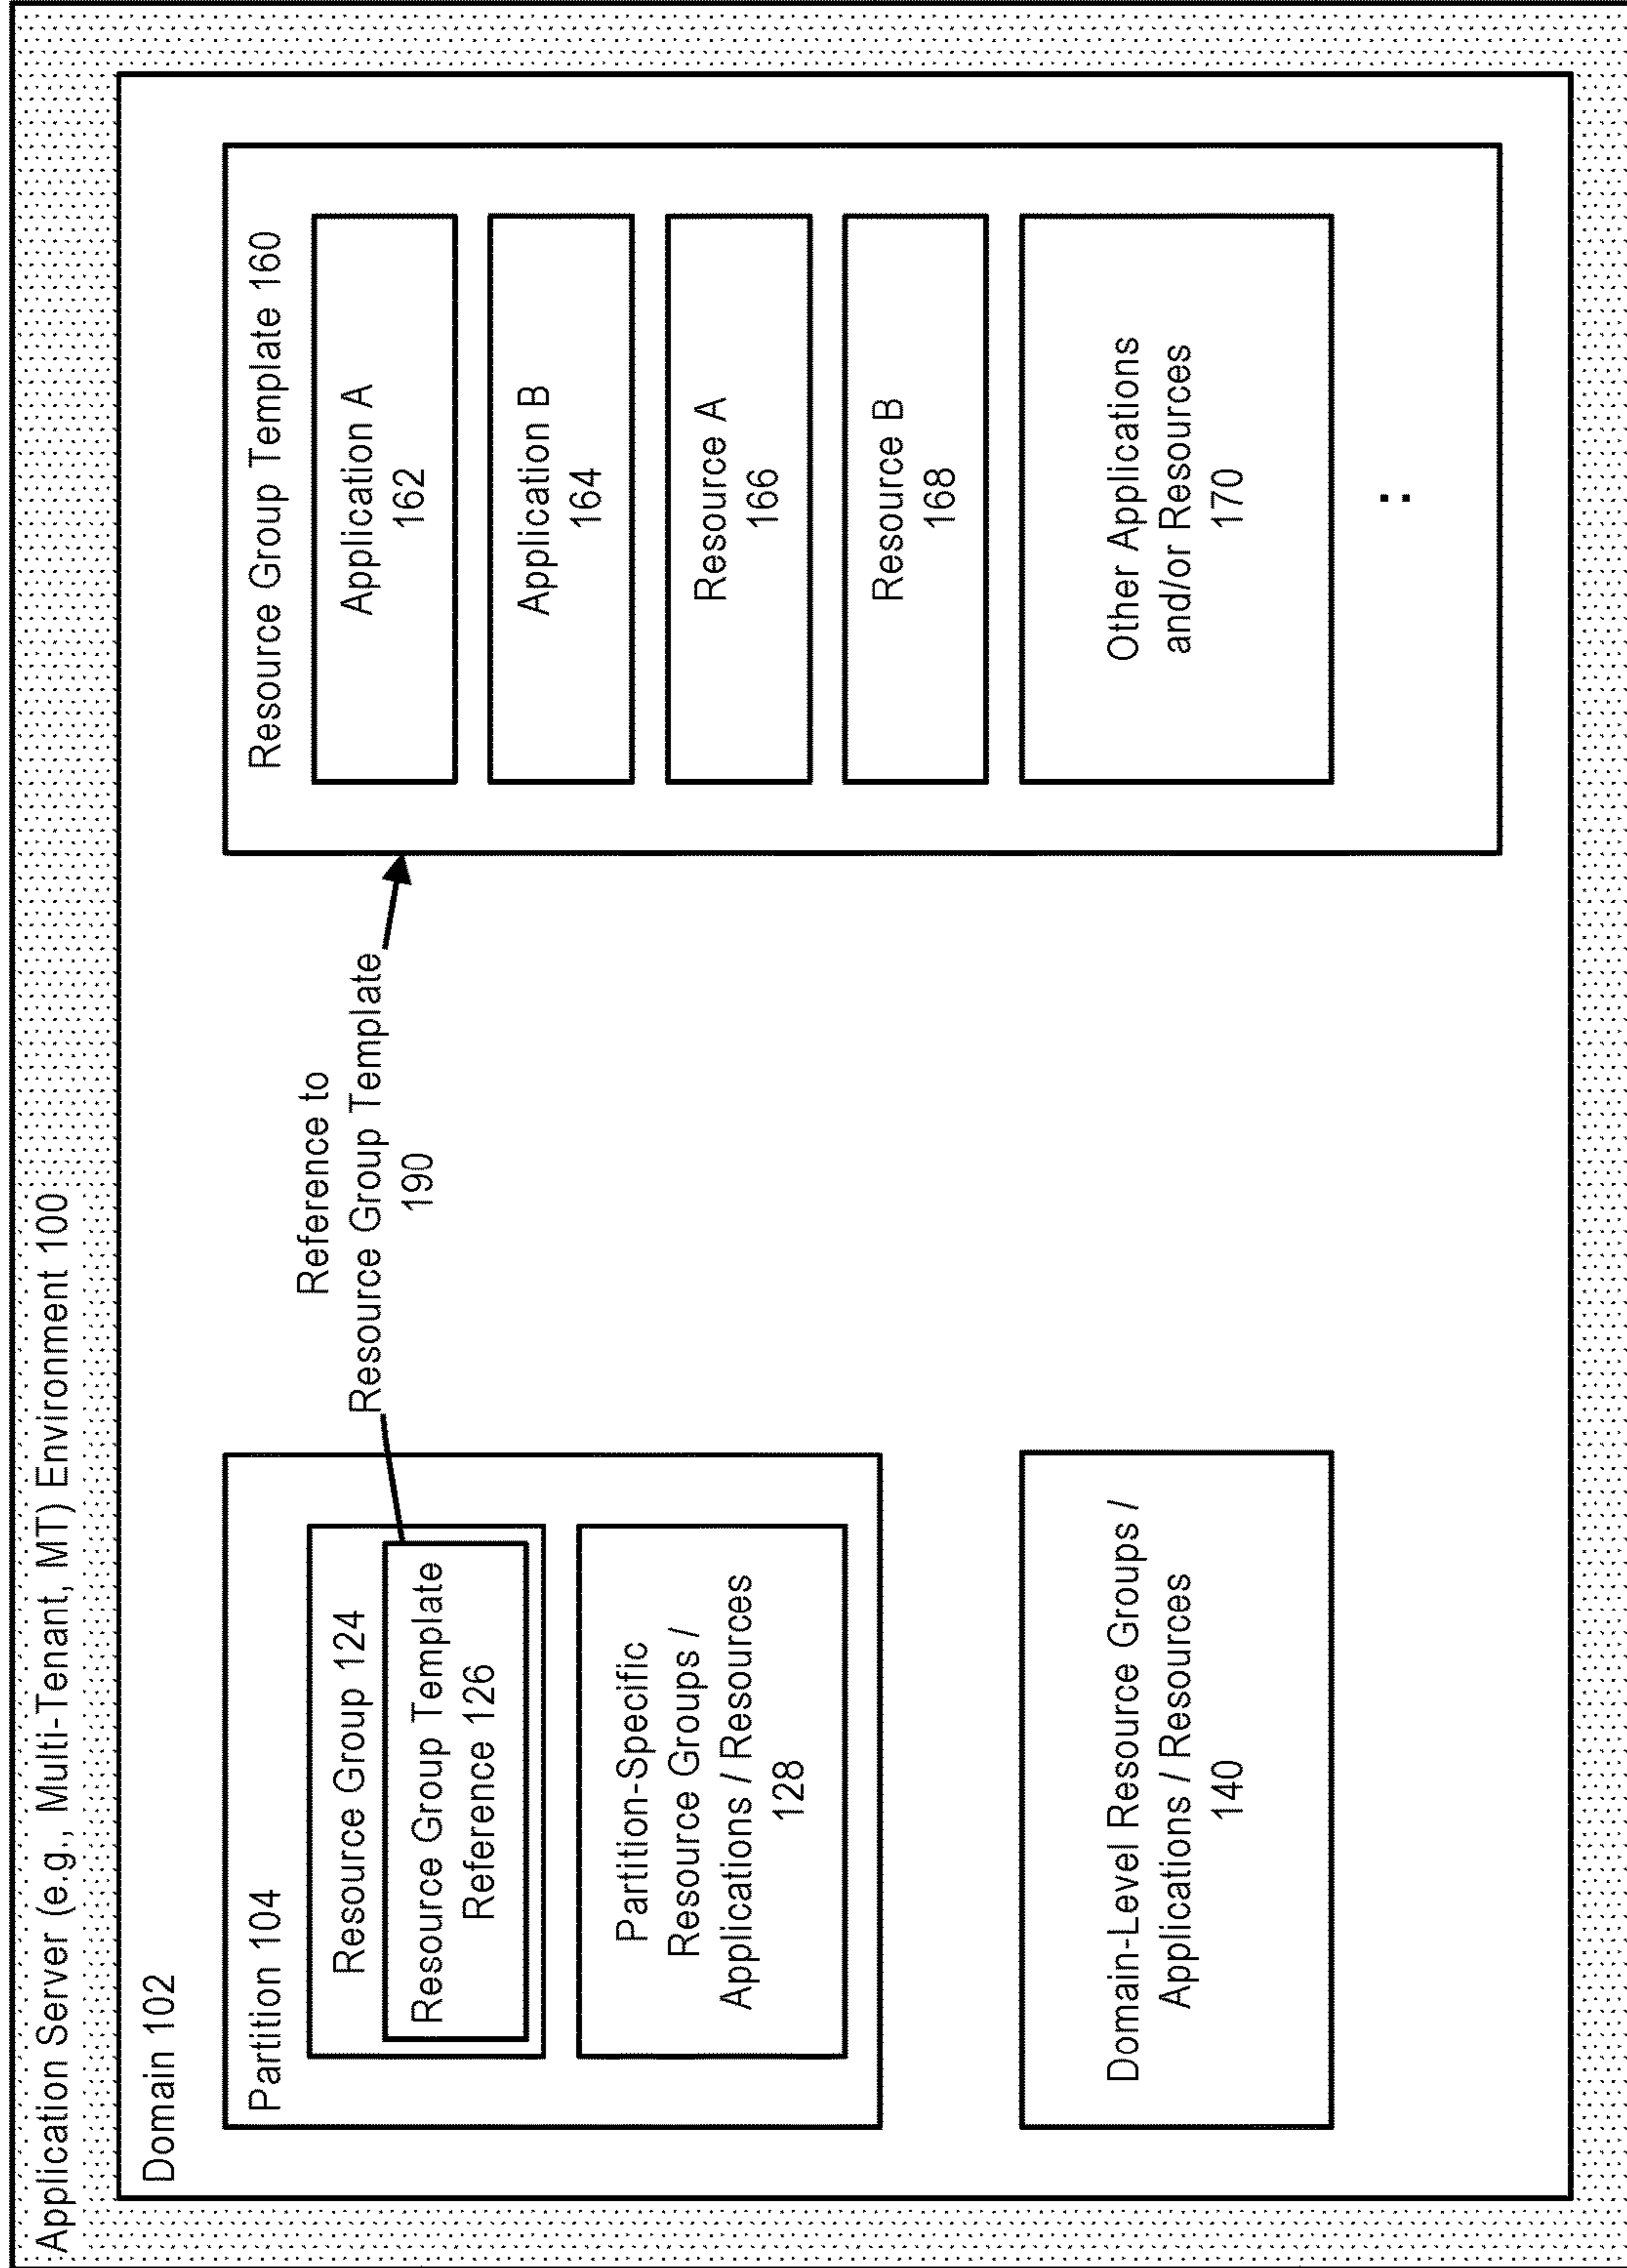 Application Server (e.g., Multi-Tenant, MT) Environment 100
Domain 102
Partition 104
Resource Group 124
Resource Group Template
Reference 126
Partition-Specific
Resource Groups /
Applications / Resources
128
Domain-Level Resource Groups /
Applications / Resources
140
Reference to
Resource Group Template
190
Resource Group Template 160
Application A
162
Application B
164
Resource A
166
Resource B
168
Other Applications
and/or Resources
170